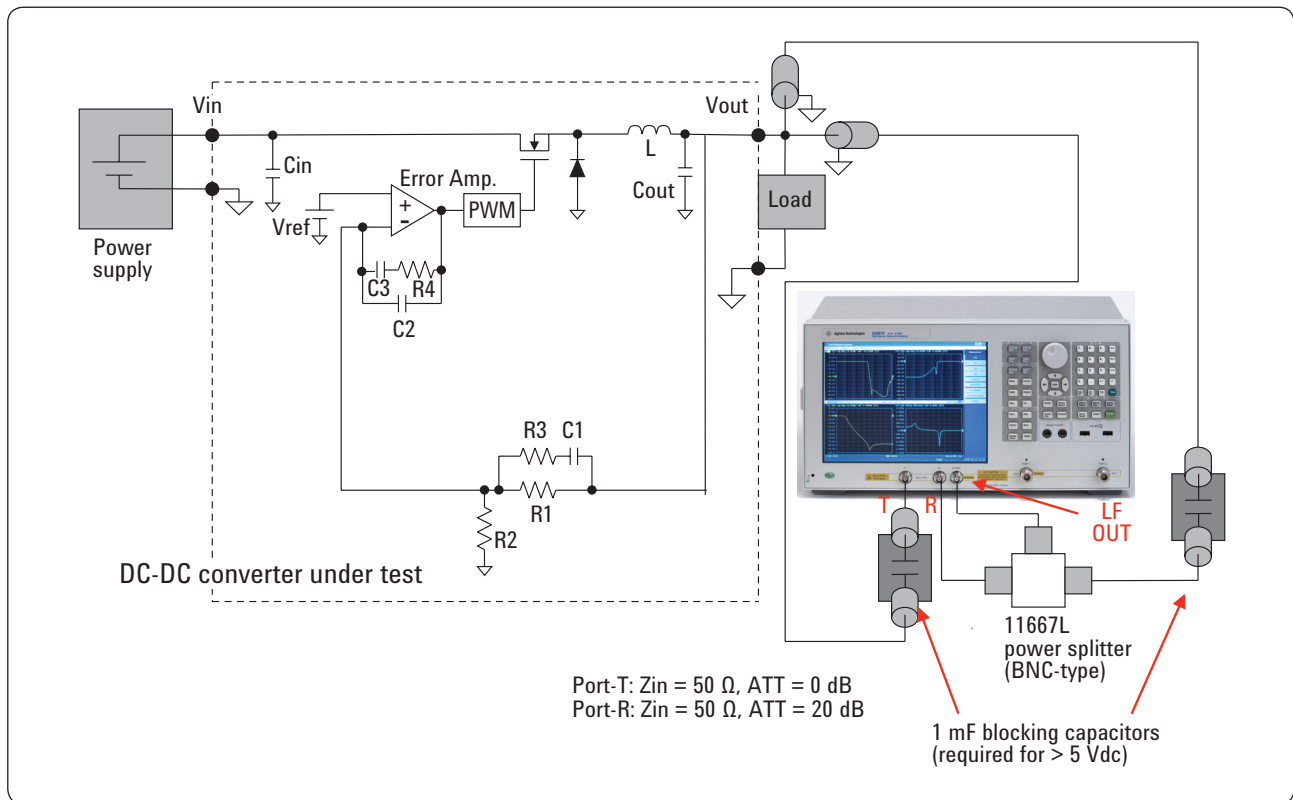 Vin
Vout
Cin
L
Cout
Load
Error Amp.
+
-
PWM
Vref
Power
supply
C3
R4
C2
R3
C1
R1
R2
DC-DC converter under test
Agilent Technologies
T
R
LF
OUT
11667L
power splitter
(BNC-type)
Port-T: Zin = 50 Ω, ATT = 0 dB
Port-R: Zin = 50 Ω, ATT = 20 dB
1 mF blocking capacitors
(required for > 5 Vdc)